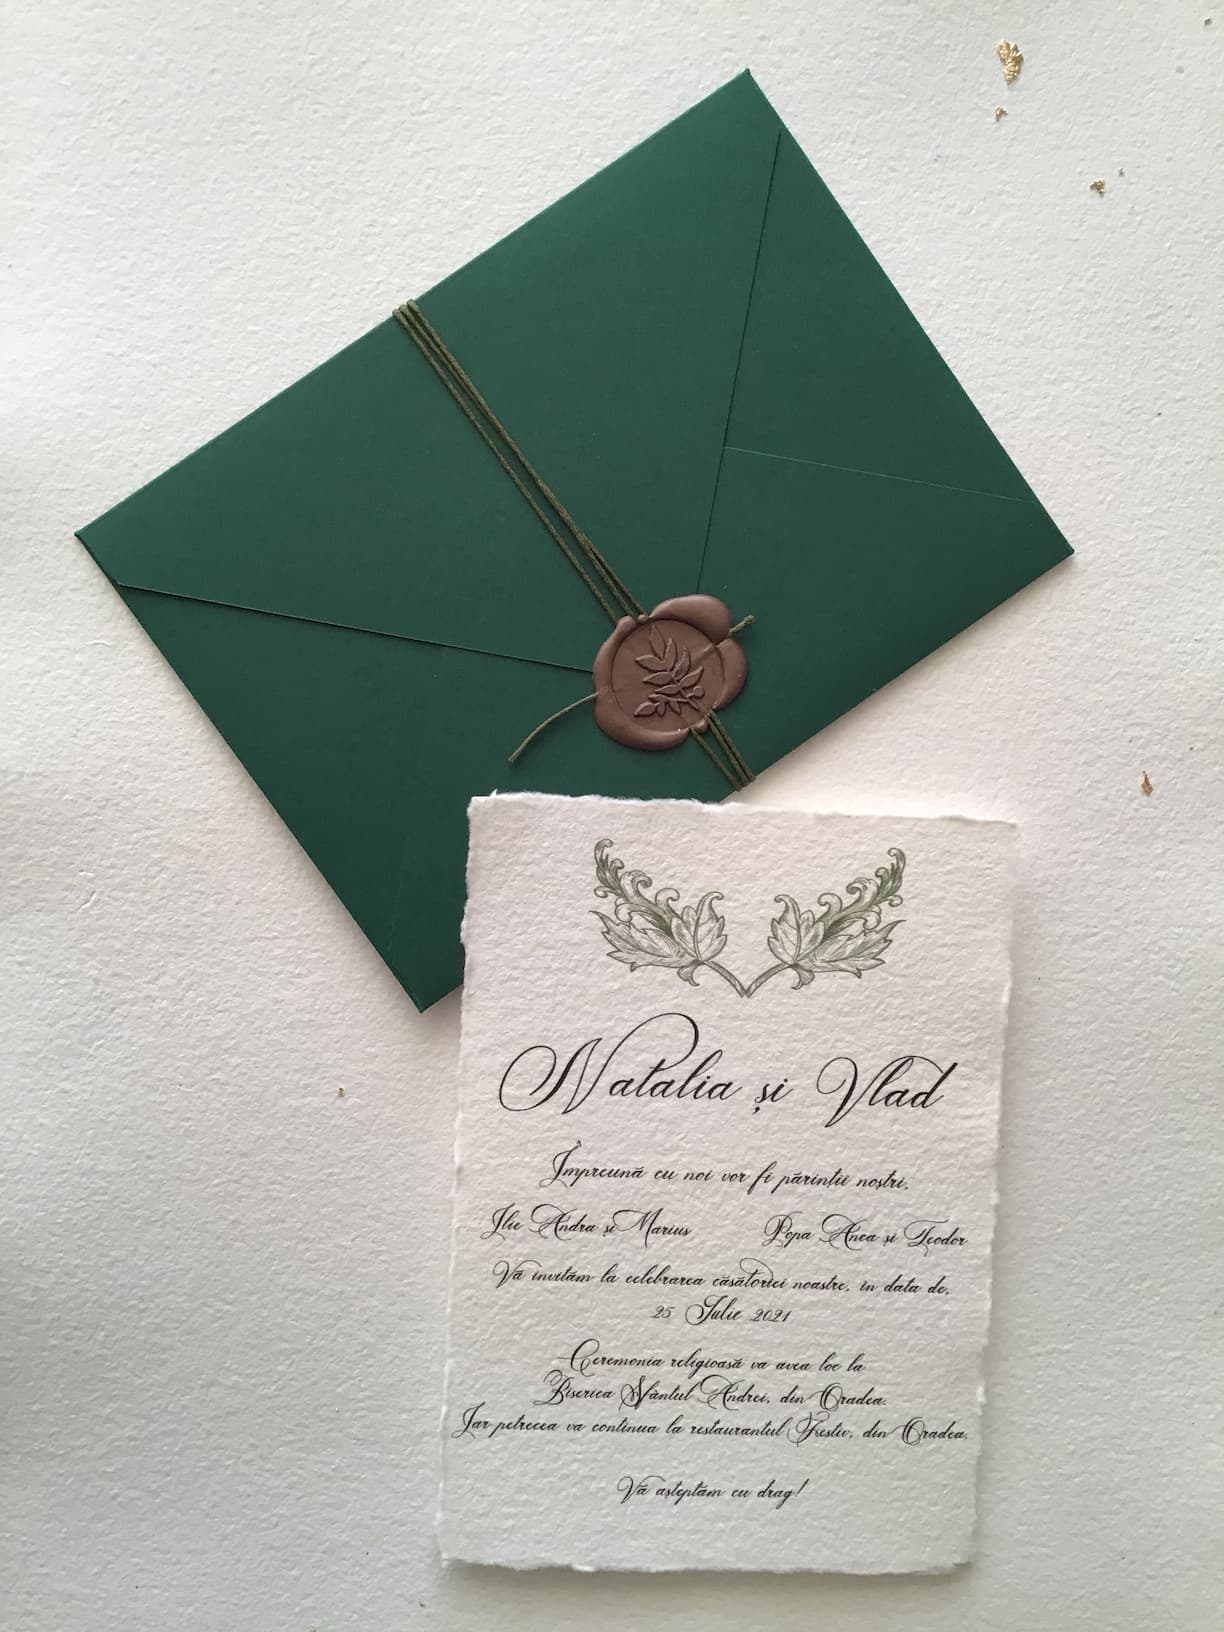 Natalia și Vlad
Împreună cu noi vor fi părinții noștri,
Ilie Andra și Marius Popa Anca și Teodor
Vă invităm la celebrarea căsătoriei noastre, în data de,
25 Iulie 2021
Ceremonia religioasă va avea loc la
Biserica Sfântul Andrei, din Oradea.
Iar petrecea va continua la restaurantul Festiv, din Oradea.
Vă așteptăm cu drag!